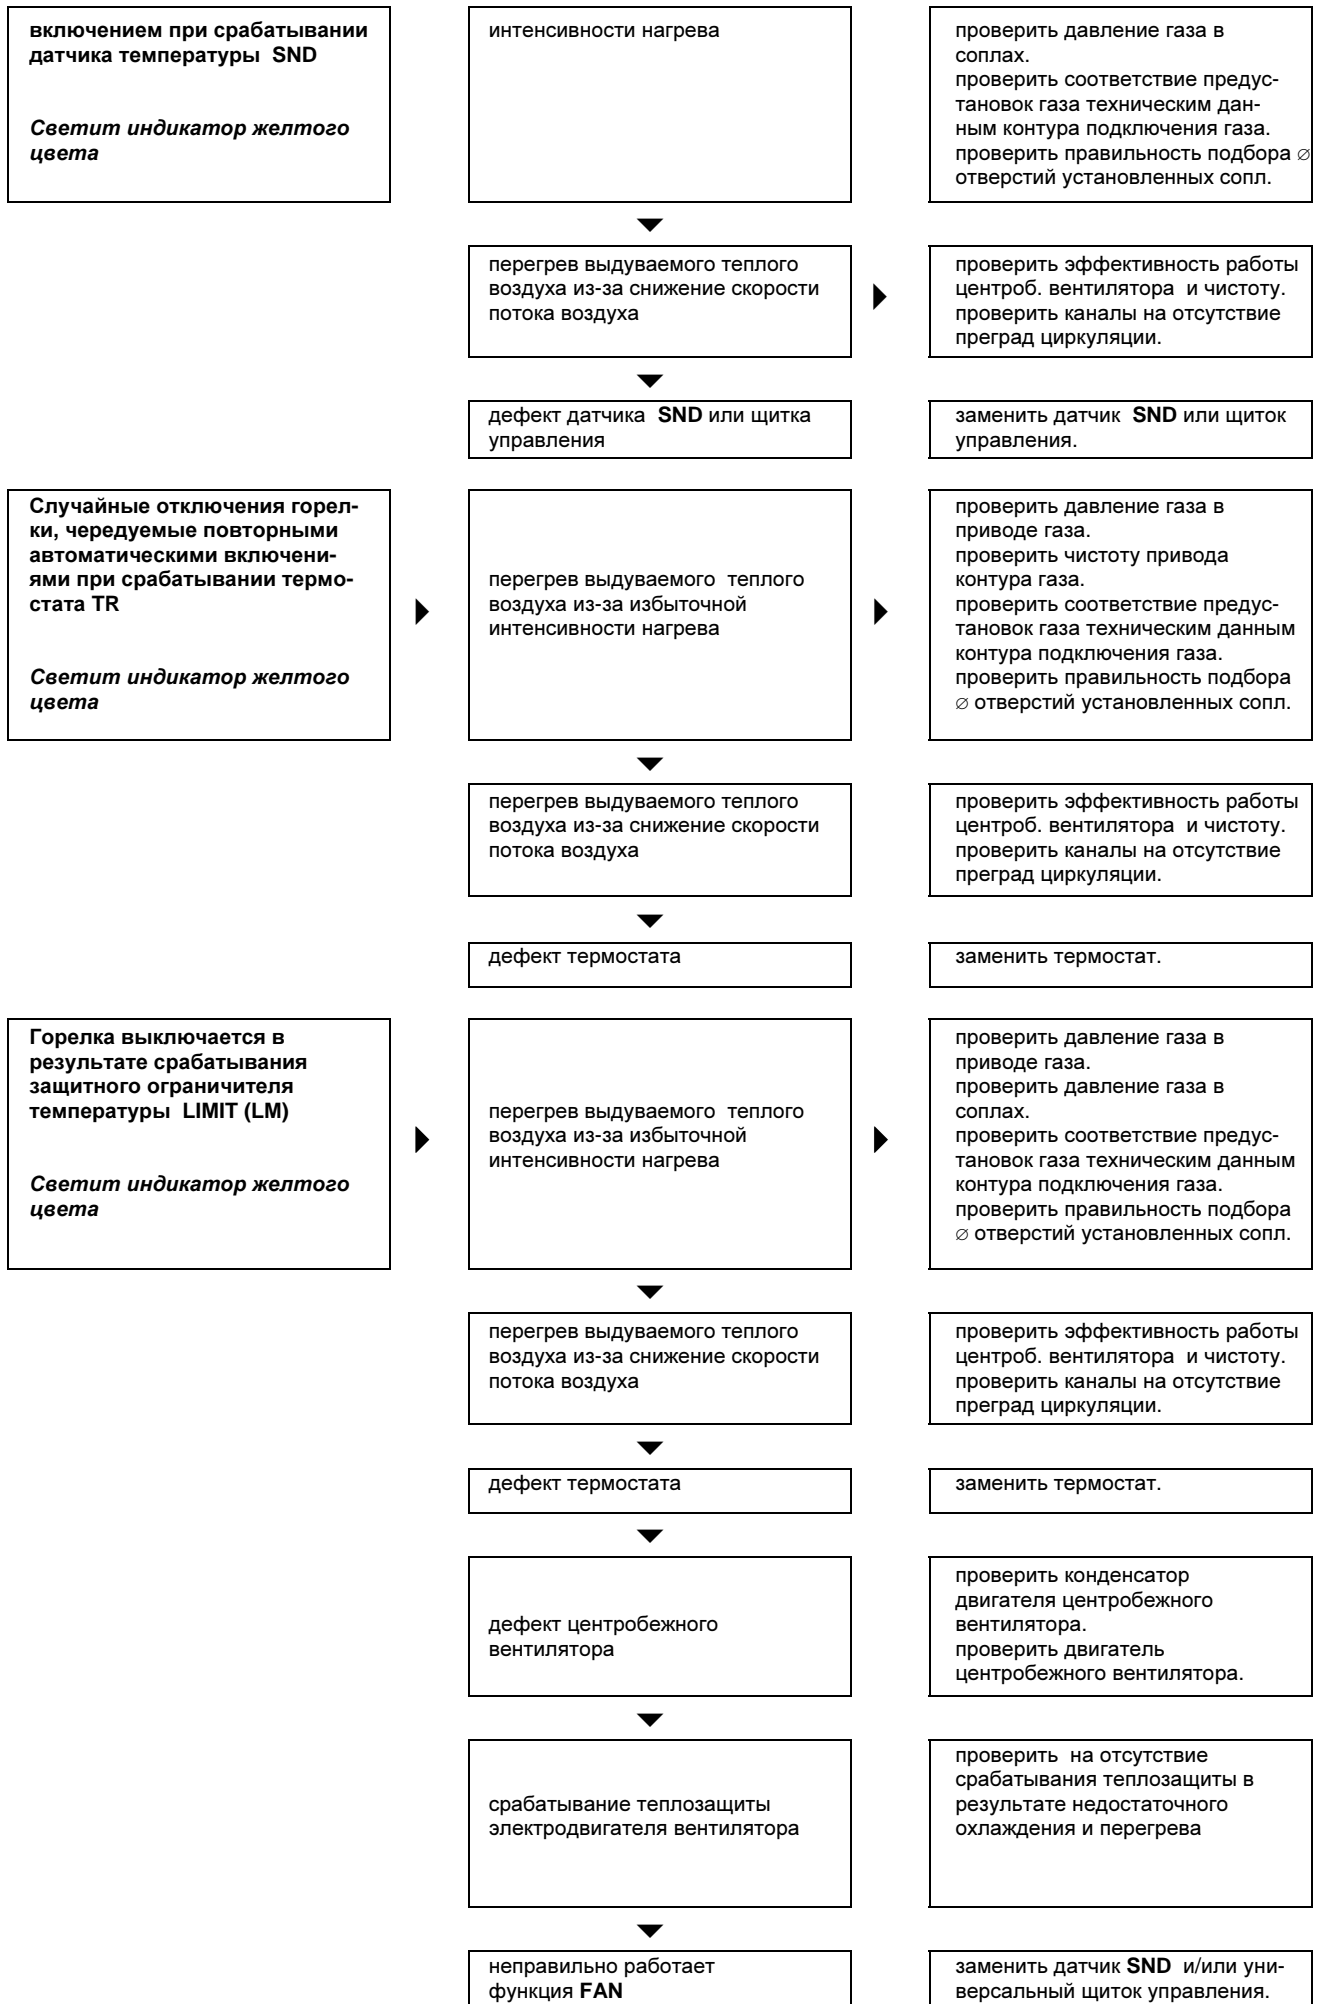 включением при срабатывании
датчика температуры SND
Светит индикатор желтого
цвета
интенсивности нагрева
проверить давление газа в
соплах.
проверить соответствие предус-
тановок газа техническим дан-
ным контура подключения газа.
проверить правильность подбора ∅
отверстий установленных сопл.
перегрев выдуваемого теплого
воздуха из-за снижение скорости
потока воздуха
проверить эффективность работы
центроб. вентилятора и чистоту.
проверить каналы на отсутствие
преград циркуляции.
дефект датчика SND или щитка
управления
заменить датчик SND или щиток
управления.
Случайные отключения горел-
ки, чередуемые повторными
автоматическими включени-
ями при срабатывании термо-
стата TR
Светит индикатор желтого
цвета
перегрев выдуваемого теплого
воздуха из-за избыточной
интенсивности нагрева
проверить давление газа в
приводе газа.
проверить чистоту привода
контура газа.
проверить соответствие предус-
тановок газа техническим данным
контура подключения газа.
проверить правильность подбора
∅ отверстий установленных сопл.
перегрев выдуваемого теплого
воздуха из-за снижение скорости
потока воздуха
проверить эффективность работы
центроб. вентилятора и чистоту.
проверить каналы на отсутствие
преград циркуляции.
дефект термостата
заменить термостат.
Горелка выключается в
результате срабатывания
защитного ограничителя
температуры LIMIT (LM)
Светит индикатор желтого
цвета
перегрев выдуваемого теплого
воздуха из-за избыточной
интенсивности нагрева
проверить давление газа в
приводе газа.
проверить давление газа в
соплах.
проверить соответствие предус-
тановок газа техническим данным
контура подключения газа.
проверить правильность подбора
∅ отверстий установленных сопл.
перегрев выдуваемого теплого
воздуха из-за снижение скорости
потока воздуха
проверить эффективность работы
центроб. вентилятора и чистоту.
проверить каналы на отсутствие
преград циркуляции.
дефект термостата
заменить термостат.
дефект центробежного
вентилятора
проверить конденсатор
двигателя центробежного
вентилятора.
проверить двигатель
центробежного вентилятора.
срабатывание теплозащиты
электродвигателя вентилятора
проверить на отсутствие
срабатывания теплозащиты в
результате недостаточного
охлаждения и перегрева
неправильно работает
функция FAN
заменить датчик SND и/или уни-
версальный щиток управления.